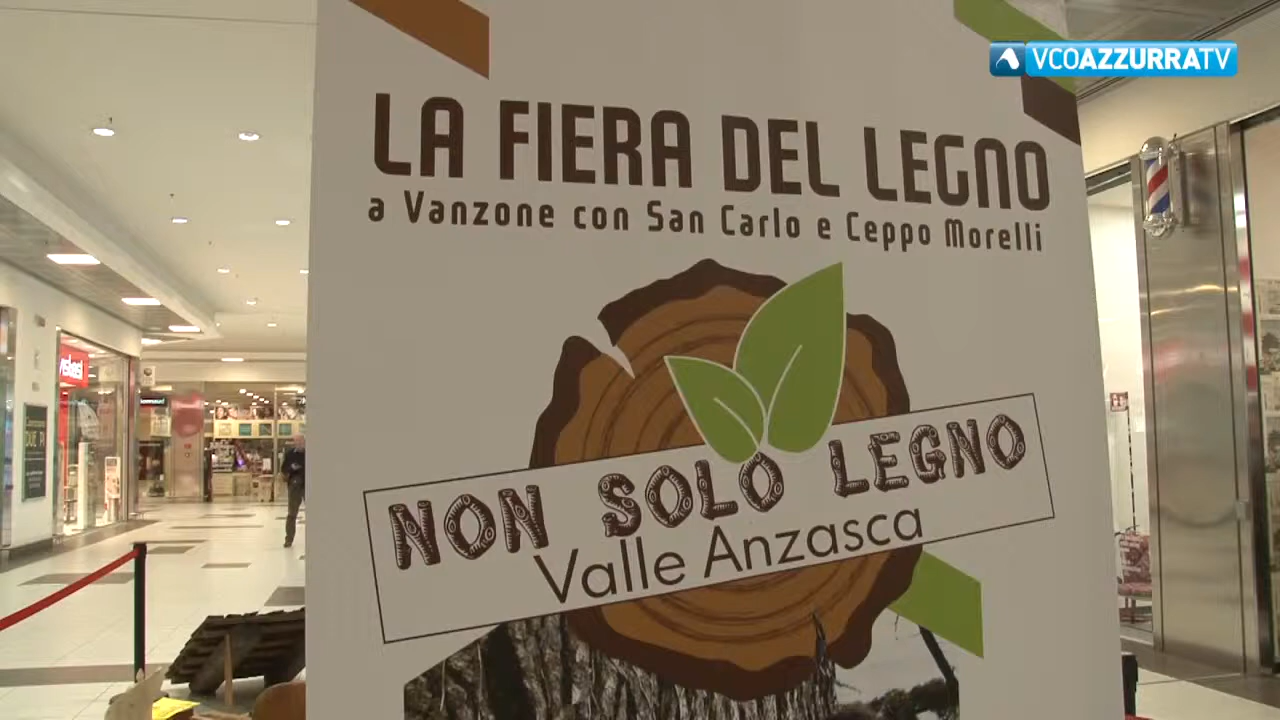 VCOAZZURRATV
LA FIERA DEL LEGNO
a Vanzone con San Carlo e Ceppo Morelli
NON SOLO LEGNO
Valle Anzasca